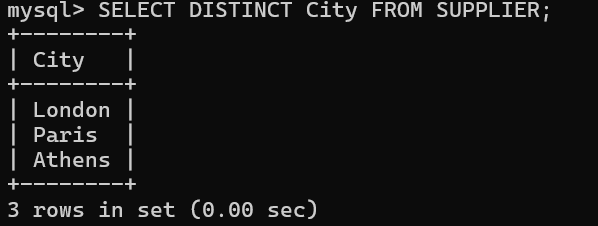 mysql> SELECT DISTINCT City FROM SUPPLIER;
+--------+
| City   |
+--------+
| London |
| Paris  |
| Athens |
+--------+
3 rows in set (0.00 sec)